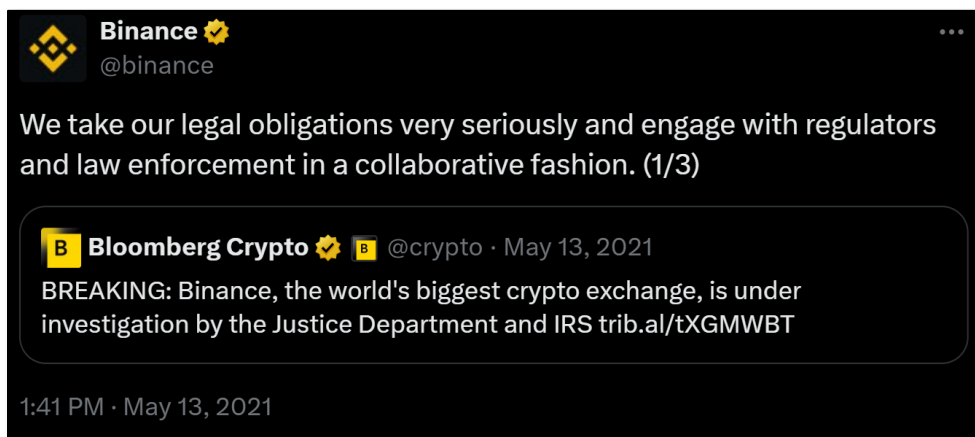 Binance
@binance
We take our legal obligations very seriously and engage with regulators
and law enforcement in a collaborative fashion. (1/3)
B Bloomberg Crypto B @crypto · May 13, 2021
BREAKING: Binance, the world's biggest crypto exchange, is under
investigation by the Justice Department and IRS trib.al/tXGMWBT
1:41 PM · May 13, 2021